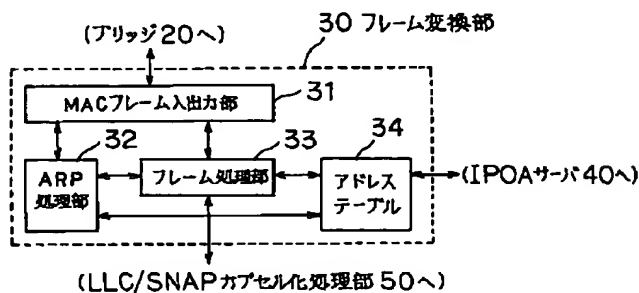 30 フレーム変換部
(ブリッジ20へ)
MACフレーム入出力部
31
32
33
34
ARP
処理部
フレーム処理部
アドレス
テーブル
(IPOAサーバ40へ)
(LLC/SNAPカプセル化処理部50へ)